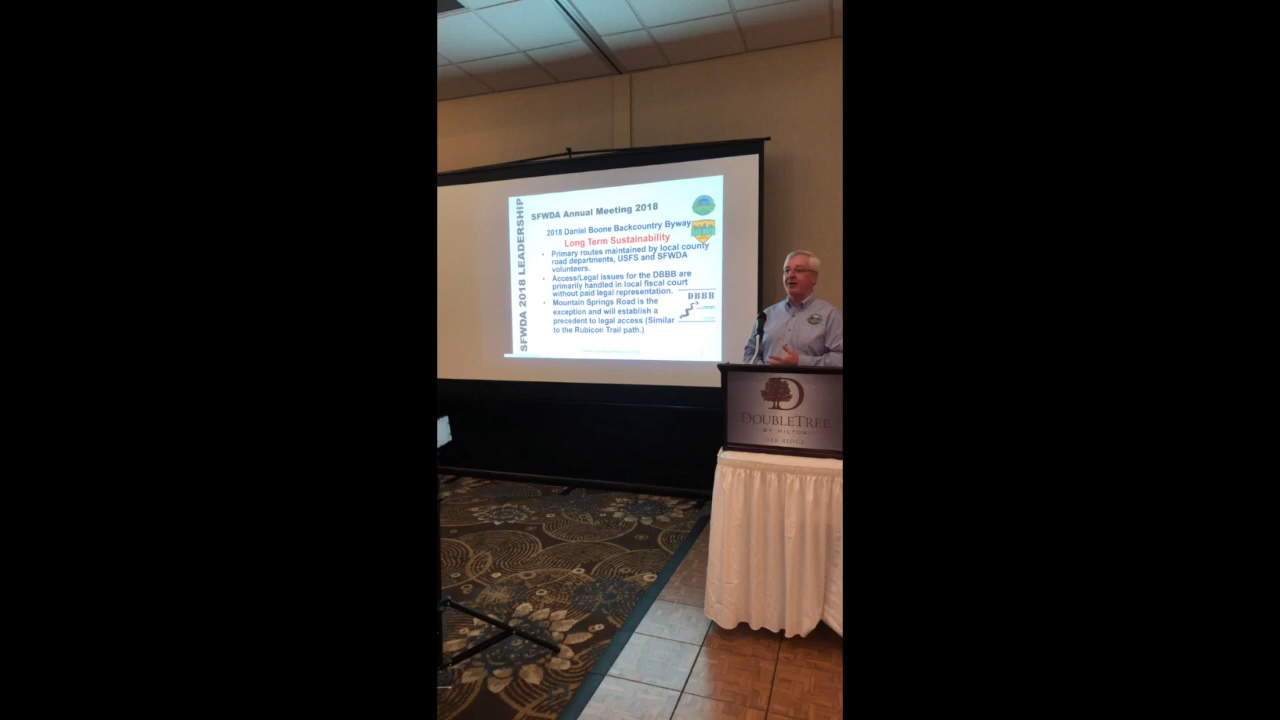 SFWDA 2018 LEADERSHIP
SFWDA Annual Meeting 2018
2018 Daniel Boone Backcountry Byway
Long Term Sustainability
• Primary routes maintained by local county
road departments, USFS and SFWDA
volunteers.
• Access/Legal issues for the DBBB are
primarily handled in local fiscal court
without paid legal representation.
• Mountain Springs Road is the
exception and will establish a
precedent to legal access (Similar
to the Rubicon Trail path.)
DBBB
D
DOUBLETREE
BY HILTON
OAK RIDGE